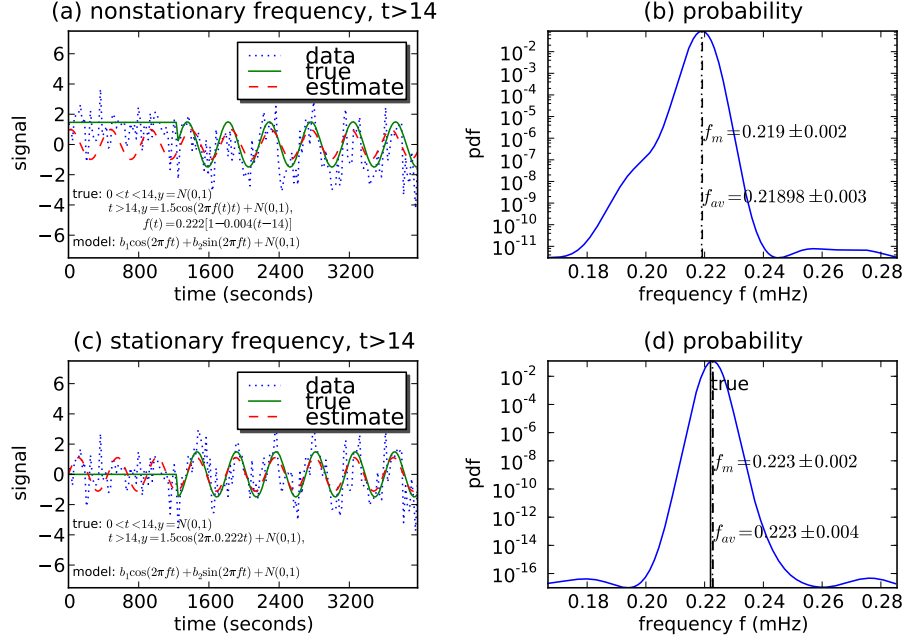 (a) nonstationary frequency, t>14
data
true
estimate
signal
6
4
2
0
−2
−4
−6
true: 0<t<14,y=N(0,1)
t>14,y=1.5cos(2πf(t)t)+N(0,1),
f(t)=0.222[1−0.004(t−14)]
model: b₁cos(2πft)+b₂sin(2πft)+N(0,1)
0 800 1600 2400 3200
time (seconds)
(b) probability
pdf
10⁻²
10⁻³
10⁻⁴
10⁻⁵
10⁻⁶
10⁻⁷
10⁻⁸
10⁻⁹
10⁻¹⁰
10⁻¹¹
fₘ=0.219±0.002
f_av=0.21898±0.003
0.18 0.20 0.22 0.24 0.26 0.28
frequency f (mHz)
(c) stationary frequency, t>14
data
true
estimate
signal
6
4
2
0
−2
−4
−6
true: 0<t<14,y=N(0,1)
t>14,y=1.5cos(2π.0.222t)+N(0,1),
model: b₁cos(2πft)+b₂sin(2πft)+N(0,1)
0 800 1600 2400 3200
time (seconds)
(d) probability
pdf
10⁻²
10⁻⁴
10⁻⁶
10⁻⁸
10⁻¹⁰
10⁻¹²
10⁻¹⁴
10⁻¹⁶
true
fₘ=0.223±0.002
f_av=0.223±0.004
0.18 0.20 0.22 0.24 0.26 0.28
frequency f (mHz)